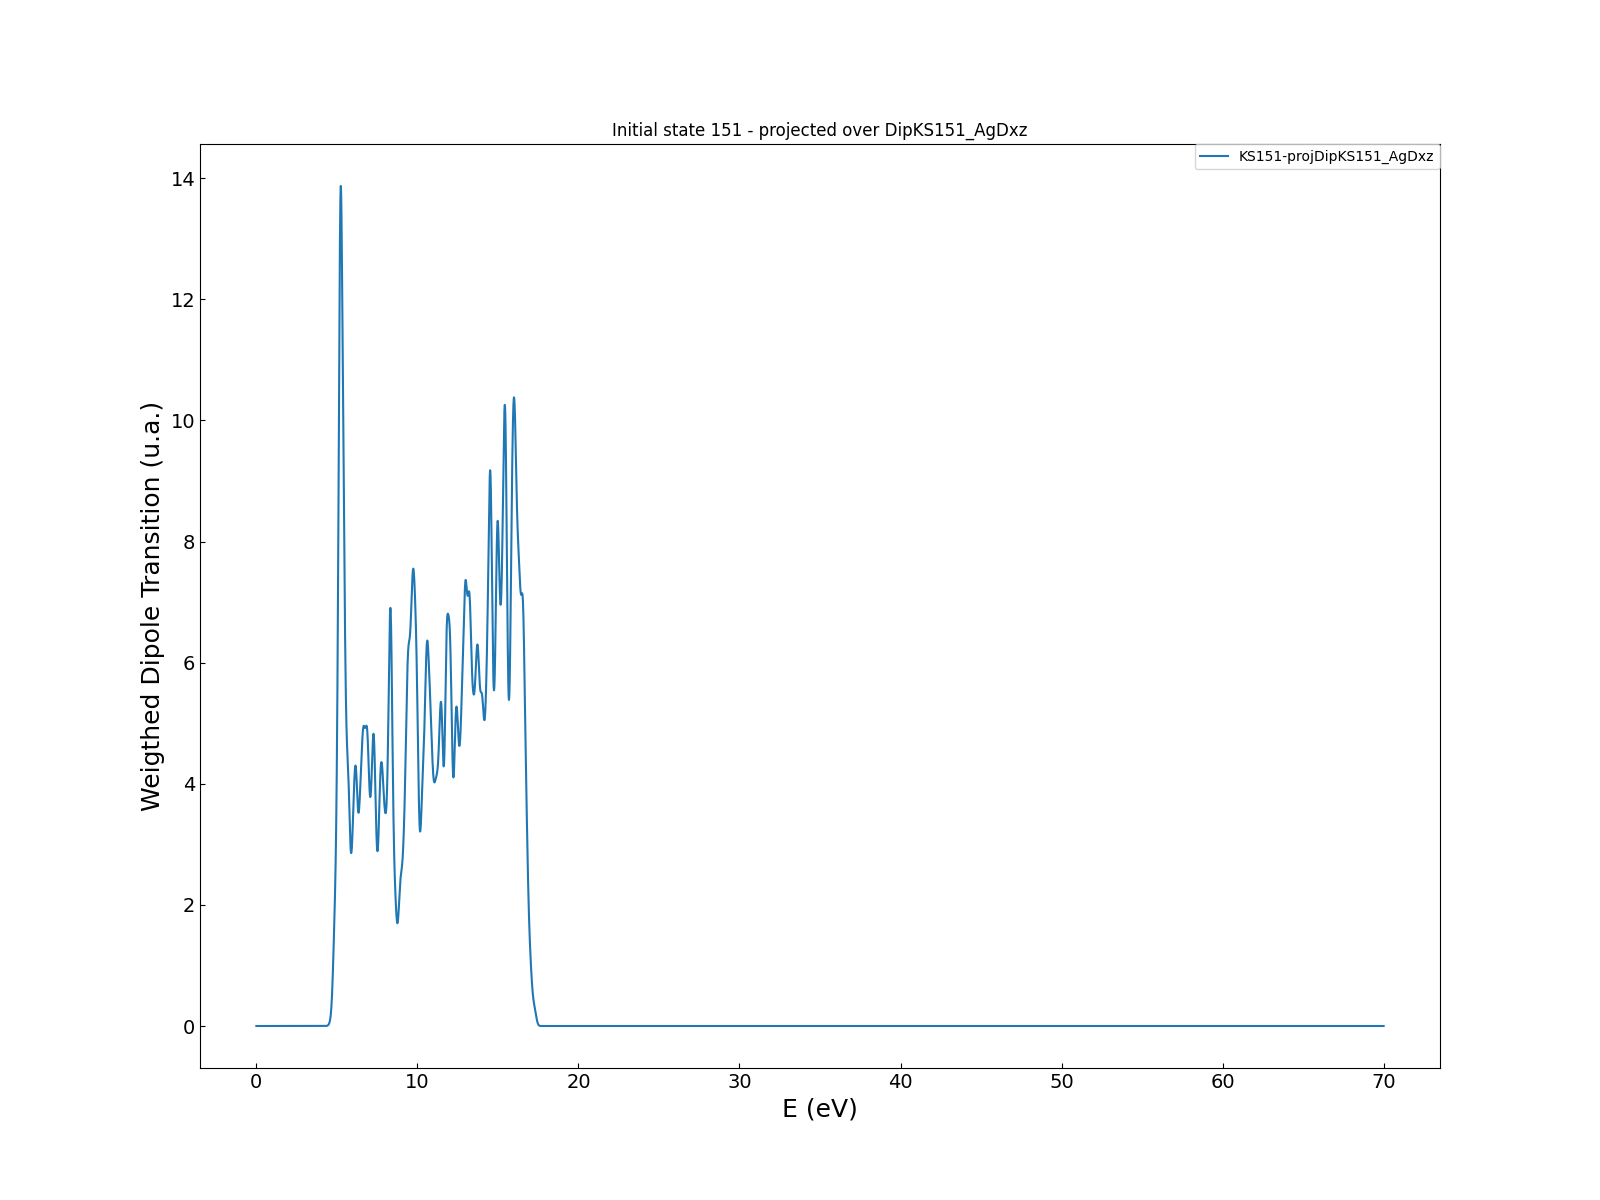 Initial state 151 - projected over DipKS151_AgDxz
KS151-projDipKS151_AgDxz
14
12
10
8
6
4
2
0
Weigthed Dipole Transition (u.a.)
0 10 20 30 40 50 60 70
E (eV)